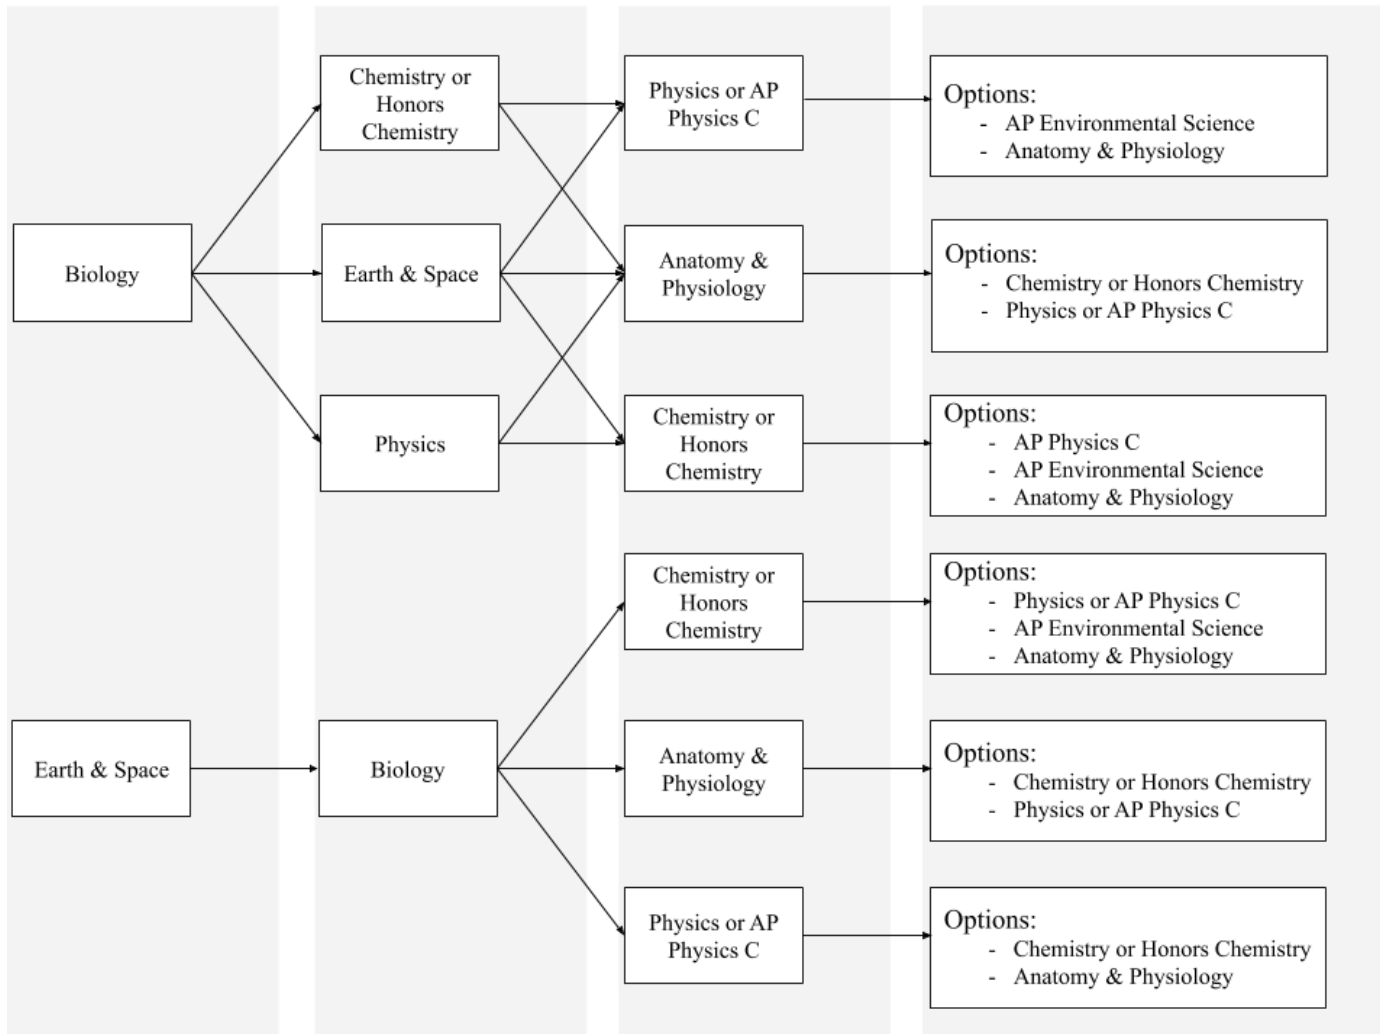 Biology
Chemistry or
Honors
Chemistry
Earth & Space
Physics
Physics or AP
Physics C
Anatomy &
Physiology
Chemistry or
Honors
Chemistry
Options:
- AP Environmental Science
- Anatomy & Physiology
Options:
- Chemistry or Honors Chemistry
- Physics or AP Physics C
Options:
- AP Physics C
- AP Environmental Science
- Anatomy & Physiology
Earth & Space
Biology
Chemistry or
Honors
Chemistry
Anatomy &
Physiology
Physics or AP
Physics C
Options:
- Physics or AP Physics C
- AP Environmental Science
- Anatomy & Physiology
Options:
- Chemistry or Honors Chemistry
- Physics or AP Physics C
Options:
- Chemistry or Honors Chemistry
- Anatomy & Physiology